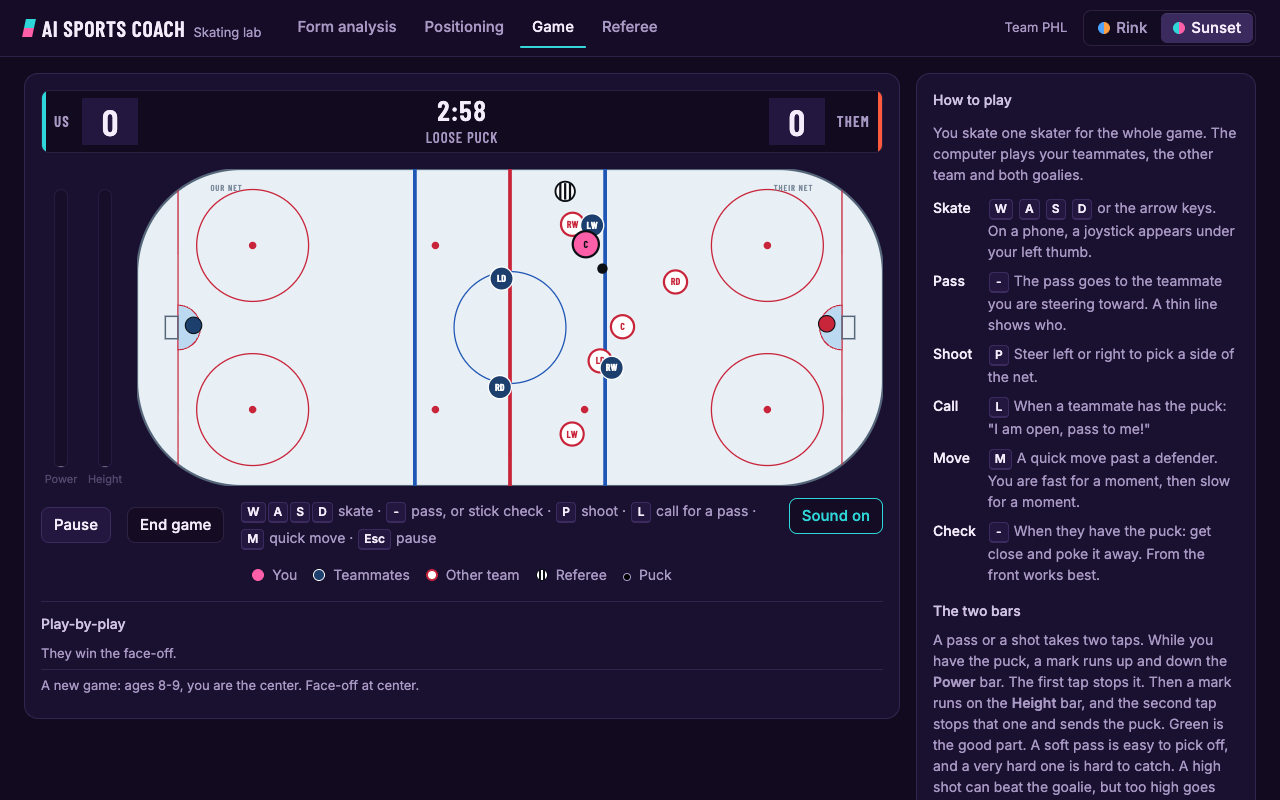 AI SPORTS COACH Skating lab Form analysis Positioning Game Referee Team PHL Rink Sunset
US 0 2:58 0 THEM
LOOSE PUCK
OUR NET THEIR NET
RW LW
C
LD RD
C
RW
RD
LW
Power Height
Pause End game W A S D skate · - pass, or stick check · P shoot · L call for a pass · Sound on
M quick move · Esc pause
You Teammates Other team Referee Puck
Play-by-play
They win the face-off.
A new game: ages 8-9, you are the center. Face-off at center.
How to play
You skate one skater for the whole game. The
computer plays your teammates, the other
team and both goalies.
Skate W A S D or the arrow keys.
On a phone, a joystick appears under
your left thumb.
Pass - The pass goes to the teammate
you are steering toward. A thin line
shows who.
Shoot P Steer left or right to pick a side of
the net.
Call L When a teammate has the puck:
"I am open, pass to me!"
Move M A quick move past a defender.
You are fast for a moment, then slow
for a moment.
Check - When they have the puck: get
close and poke it away. From the
front works best.
The two bars
A pass or a shot takes two taps. While you
have the puck, a mark runs up and down the
Power bar. The first tap stops it. Then a mark
runs on the Height bar, and the second tap
stops that one and sends the puck. Green is
the good part. A soft pass is easy to pick off,
and a very hard one is hard to catch. A high
shot can beat the goalie, but too high goes